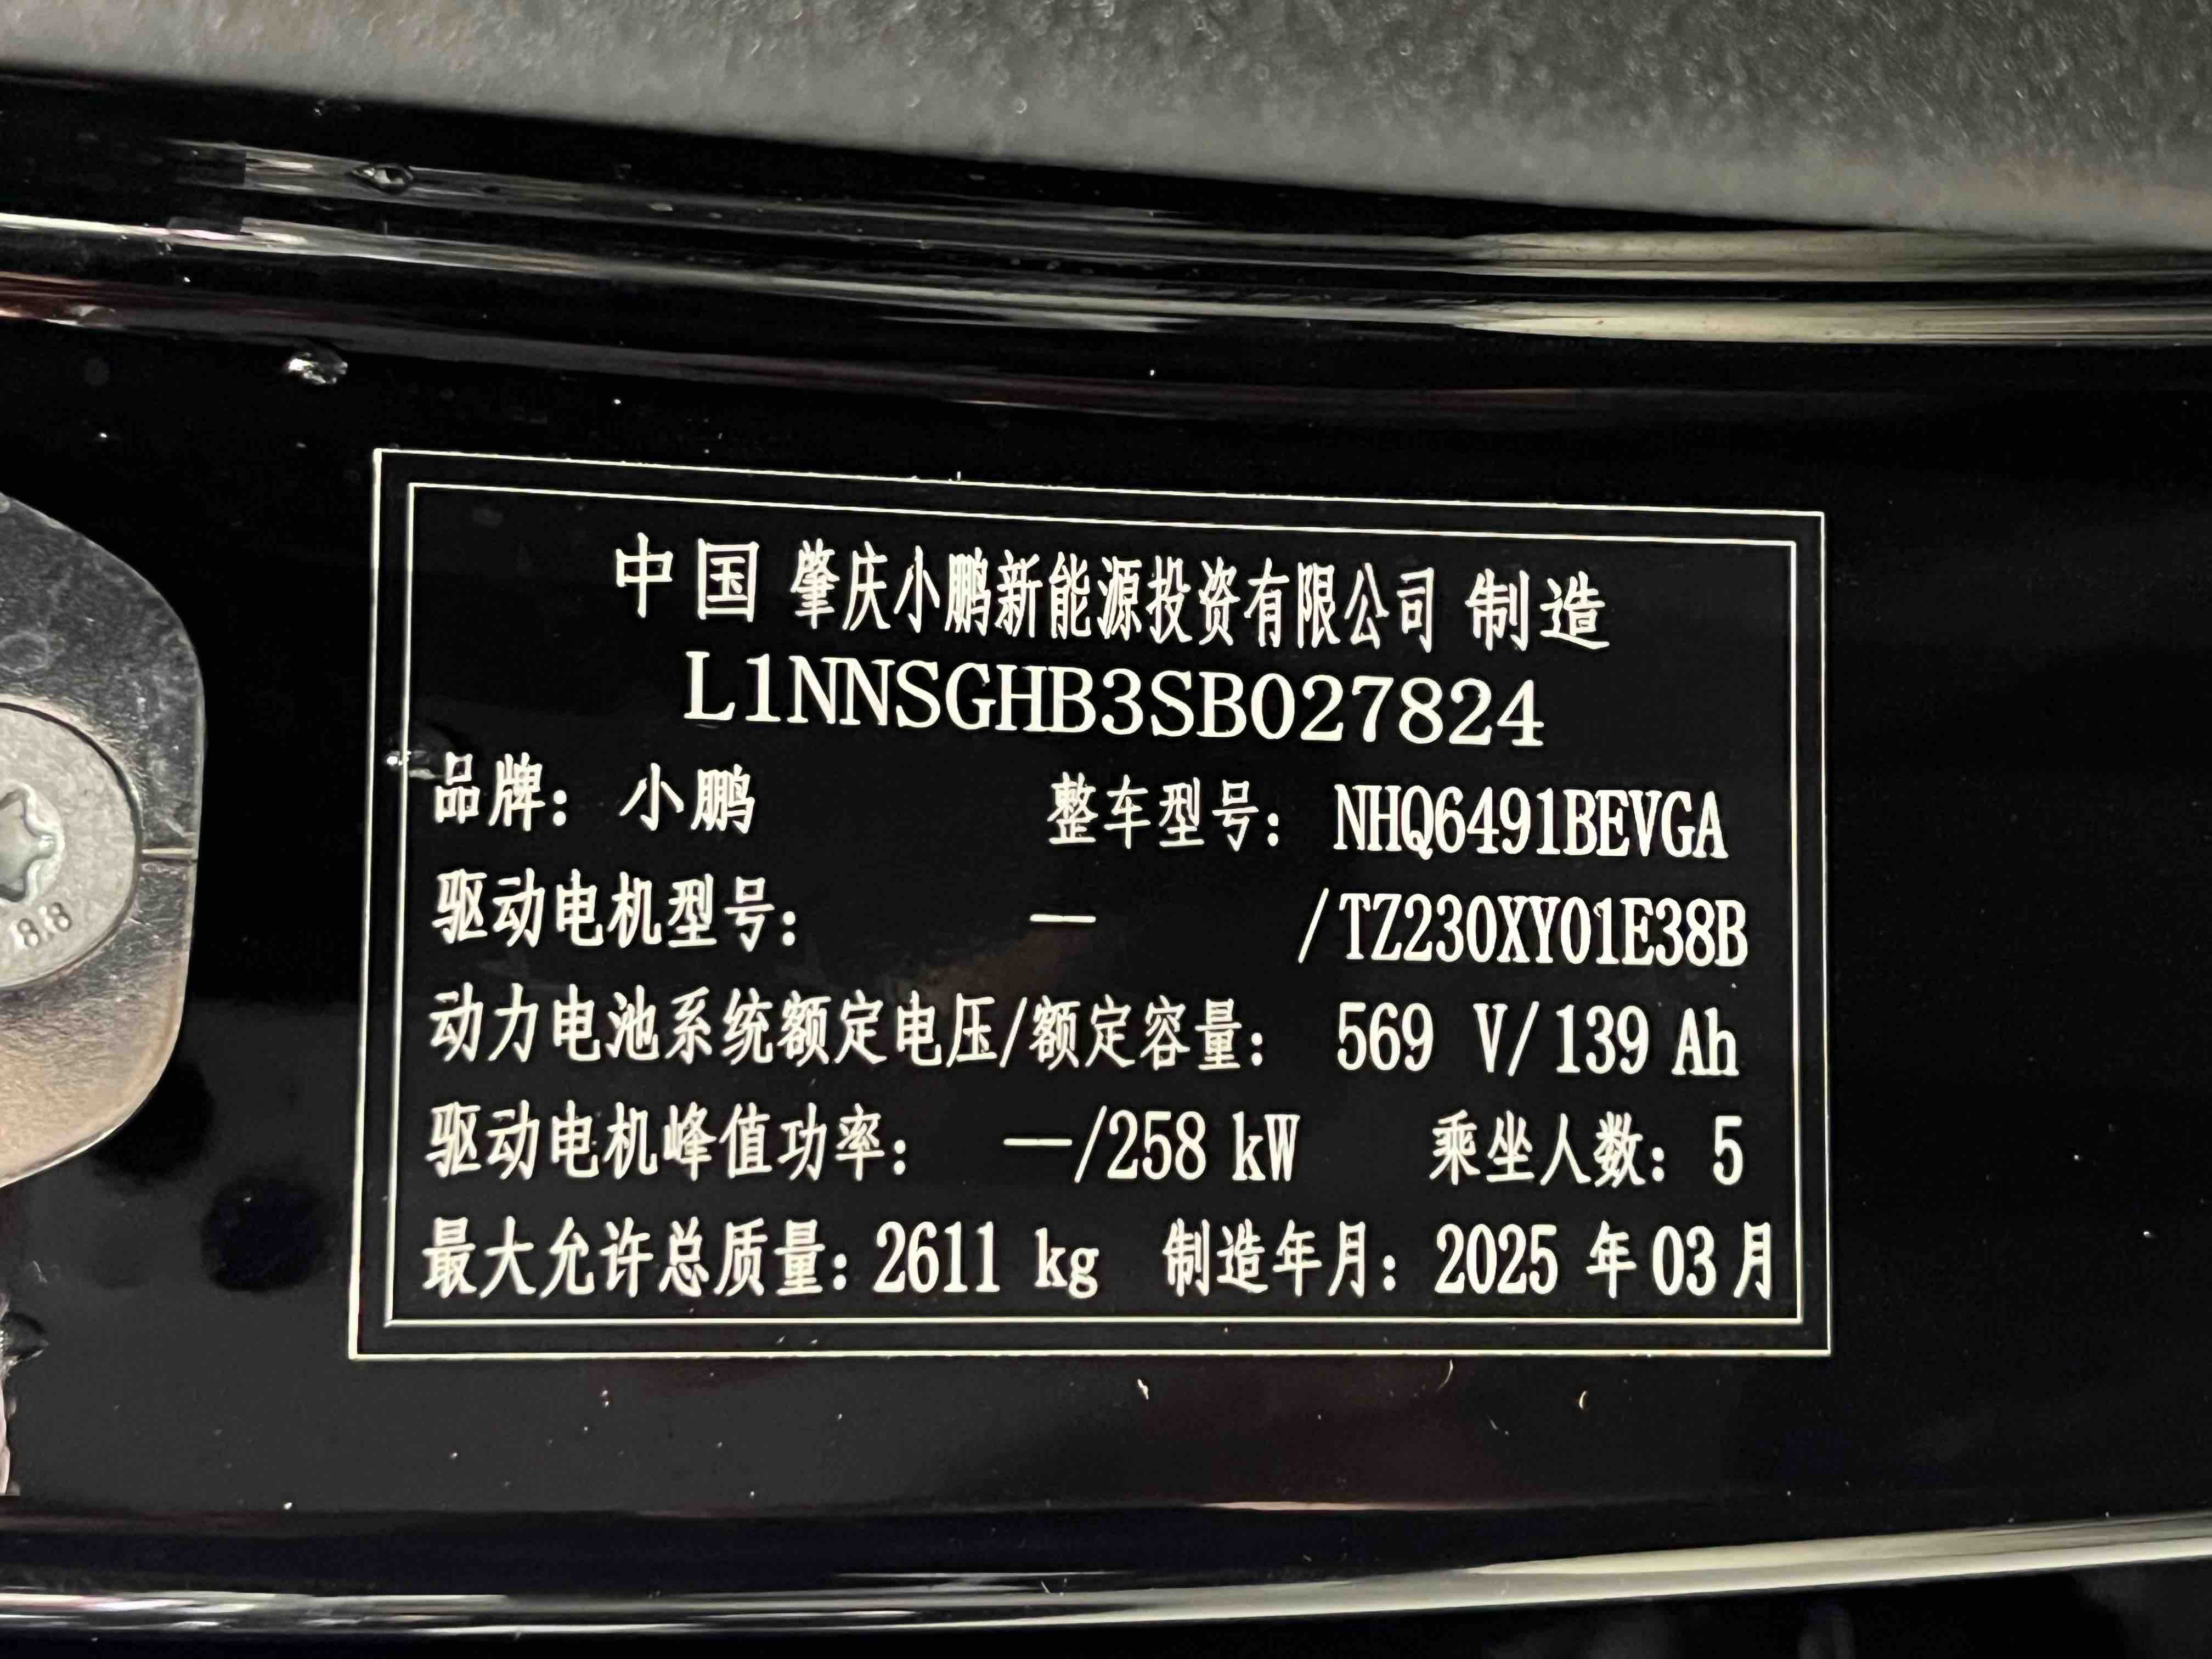 中国 肇庆小鹏新能源投资有限公司 制造
L1NNSGHB3SB027824
品牌： 小鹏 整车型号： NHQ6491BEVGA
驱动电机型号： — /TZ230XY01E38B
动力电池系统额定电压/额定容量： 569 V/139 Ah
驱动电机峰值功率： —/258 kW 乘坐人数：5
最大允许总质量：2611 kg 制造年月：2025 年 03 月
8.8